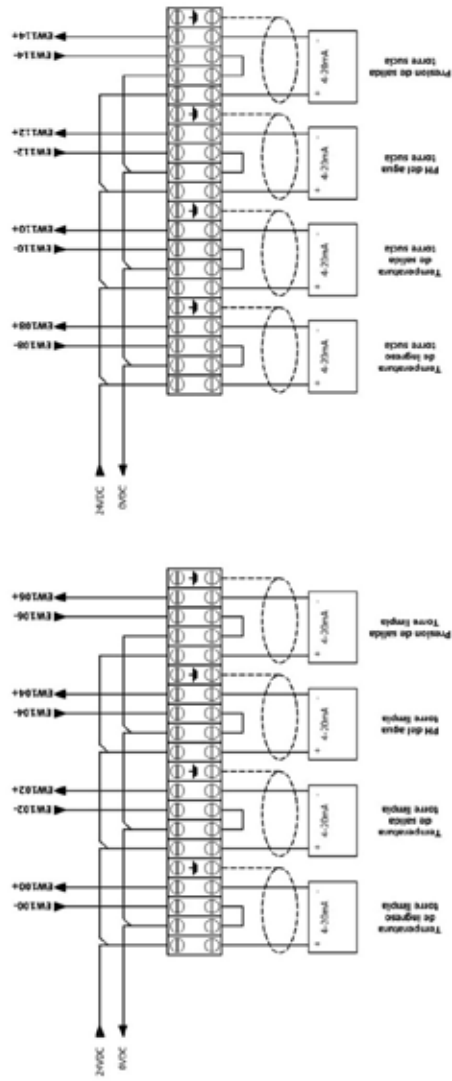 EW114+
EW114-
EW112+
EW112-
EW110+
EW110-
EW108+
EW108-
24VDC
0VDC
+ 4-20mA -
Presion de salida
torre sucia
+ 4-20mA -
PH del agua
torre sucia
+ 4-20mA -
Temperatura
de salida
torre sucia
+ 4-20mA -
Temperatura
de ingreso
torre sucia
EW106+
EW106-
EW104+
EW104-
EW102+
EW102-
EW100+
EW100-
24VDC
0VDC
+ 4-20mA -
Presion de salida
Torre limpia
+ 4-20mA -
PH del agua
torre limpia
+ 4-20mA -
Temperatura
de salida
torre limpia
+ 4-20mA -
Temperatura
de ingreso
torre limpia